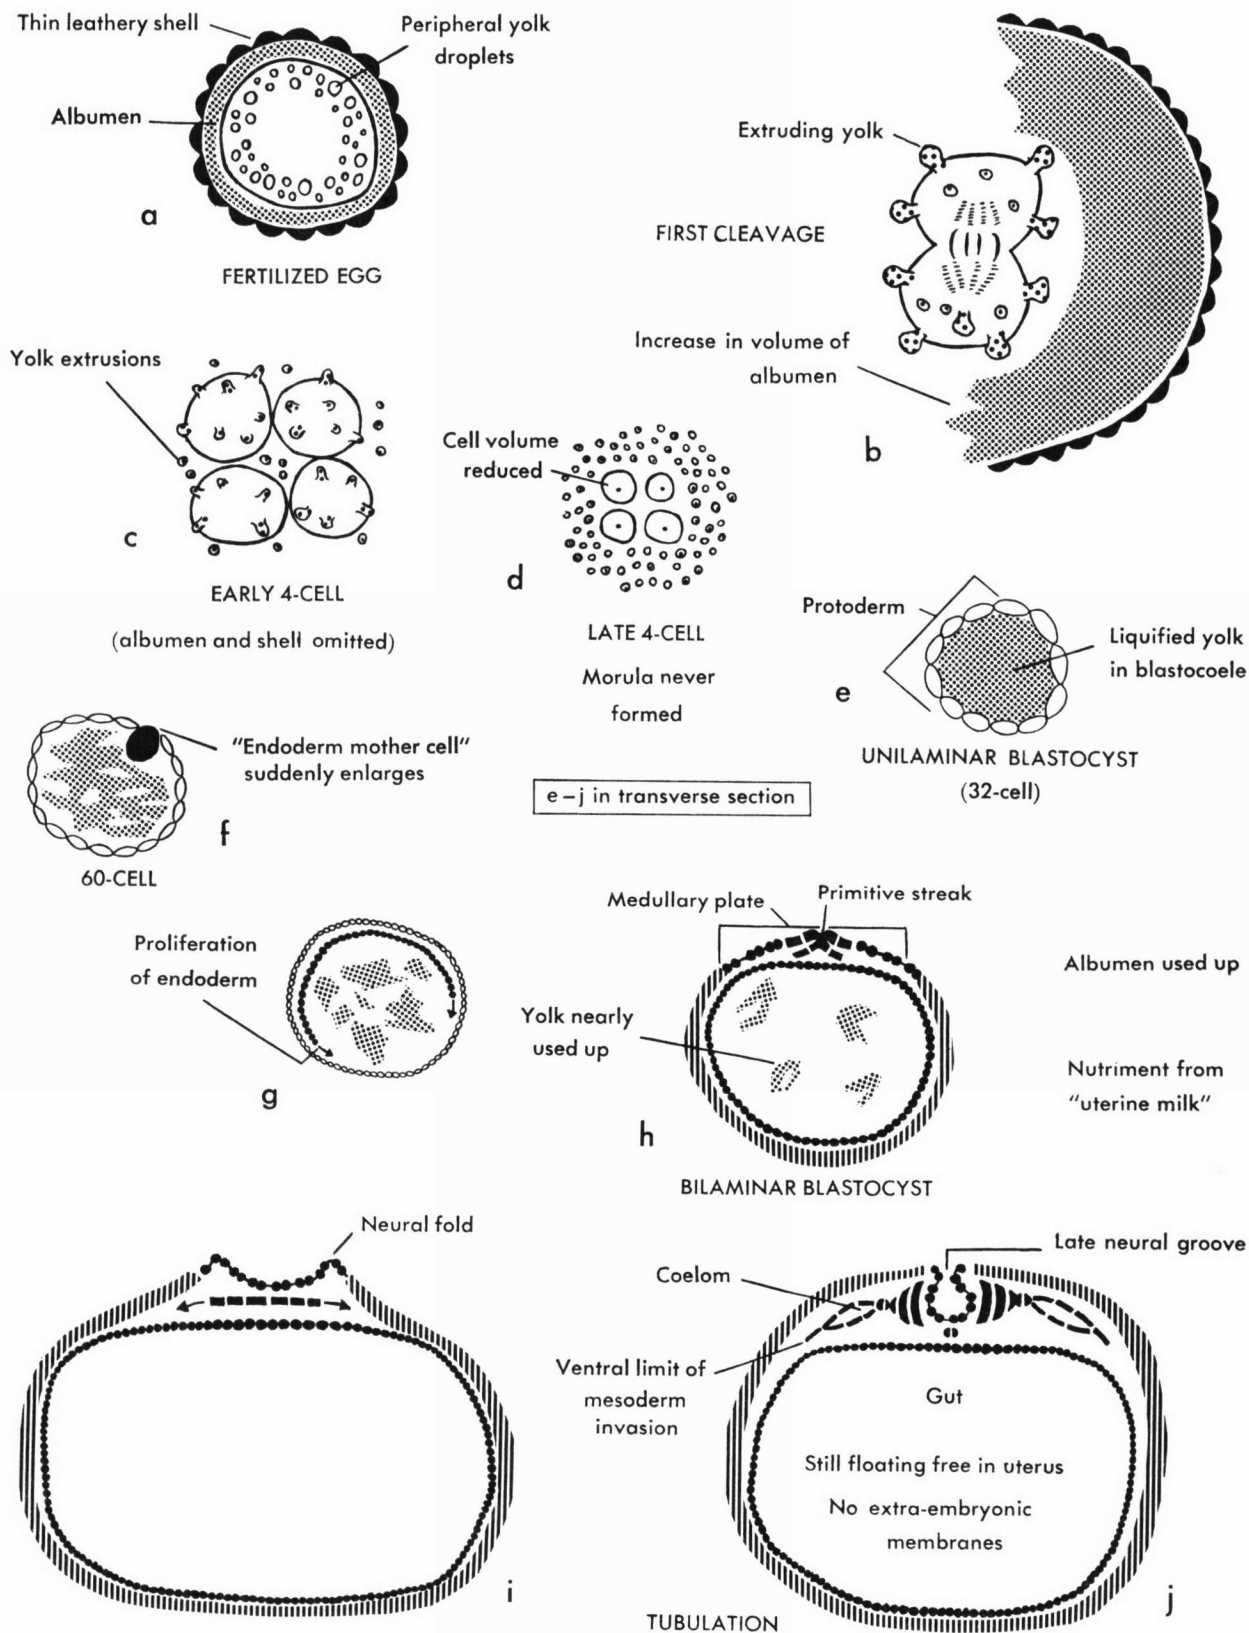 Thin leathery shell
Peripheral yolk
droplets
Albumen
a
FERTILIZED EGG
Extruding yolk
FIRST CLEAVAGE
Increase in volume of
albumen
b
Yolk extrusions
c
EARLY 4-CELL
(albumen and shell omitted)
Cell volume
reduced
d
LATE 4-CELL
Morula never
formed
Protoderm
Liquified yolk
in blastocoele
e
UNILAMINAR BLASTOCYST
(32-cell)
"Endoderm mother cell"
suddenly enlarges
f
60-CELL
e–j in transverse section
Proliferation
of endoderm
g
Medullary plate
Primitive streak
Albumen used up
Yolk nearly
used up
Nutriment from
"uterine milk"
h
BILAMINAR BLASTOCYST
Neural fold
i
Late neural groove
Coelom
Ventral limit of
mesoderm
invasion
Gut
Still floating free in uterus
No extra-embryonic
membranes
j
TUBULATION